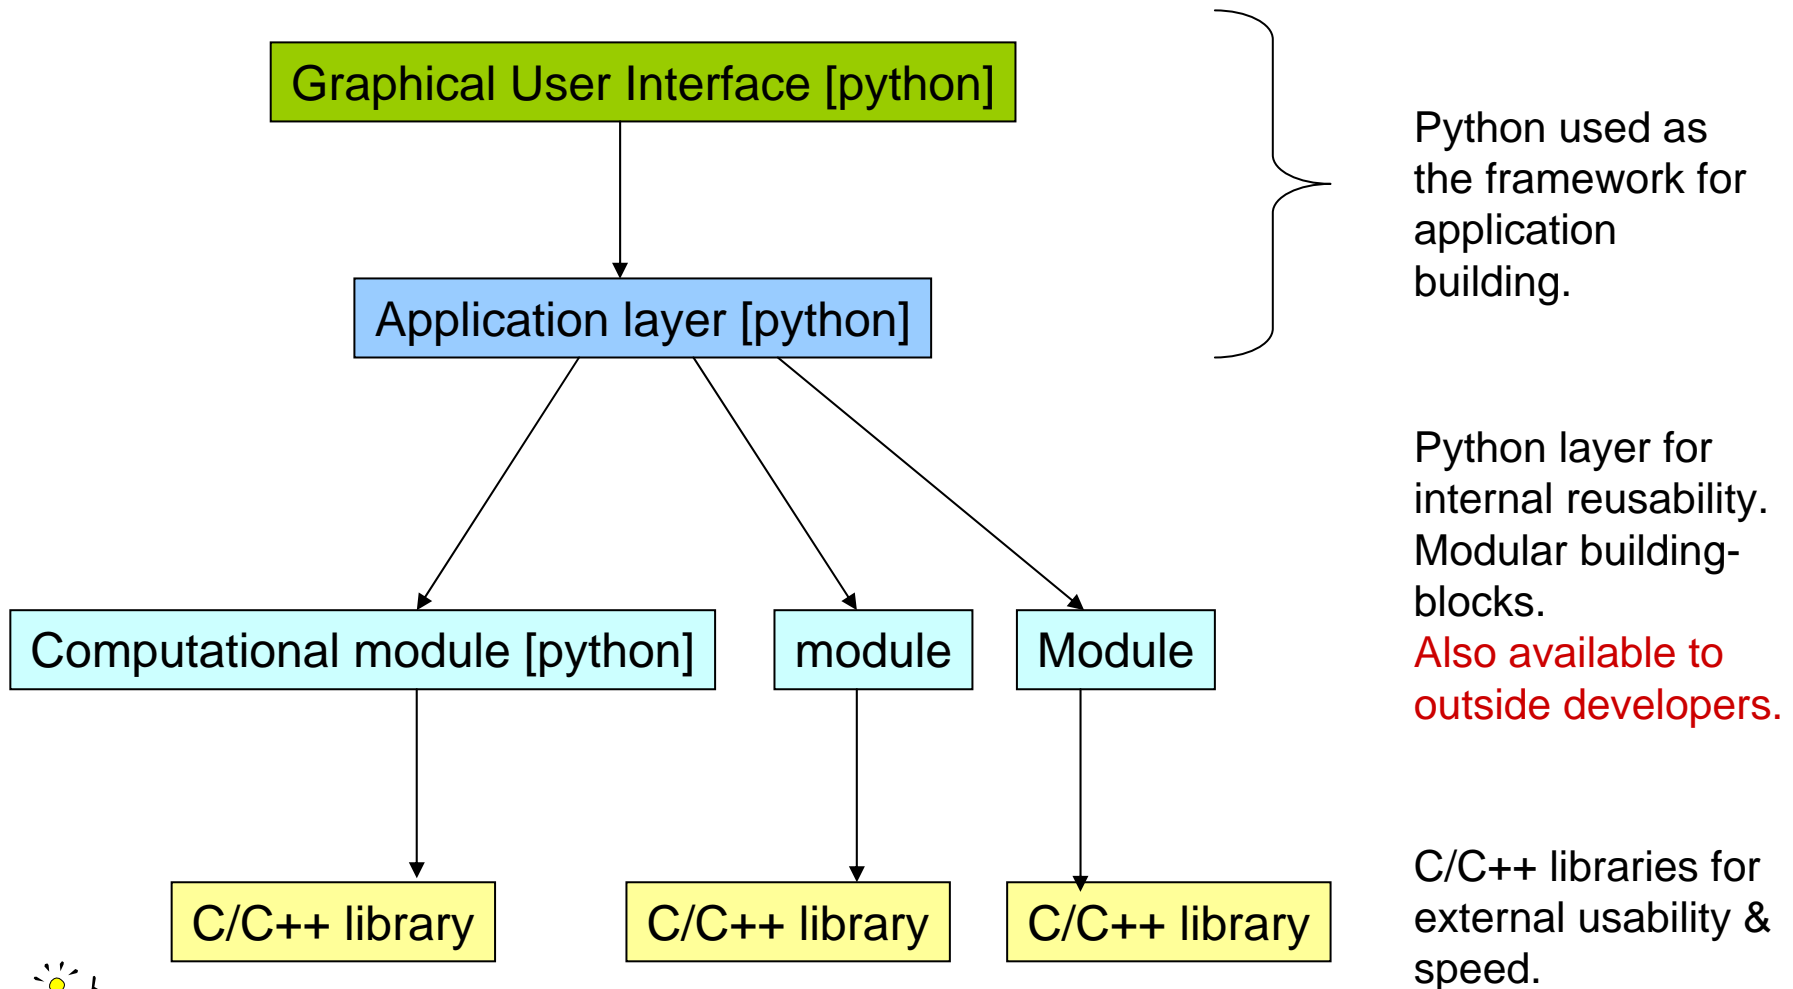 Graphical User Interface [python]
Python used as
the framework for
application
building.
Application layer [python]
Python layer for
internal reusability.
Modular building-
blocks.
Also available to
outside developers.
Computational module [python]
module
Module
C/C++ library
C/C++ library
C/C++ library
C/C++ libraries for
external usability &
speed.